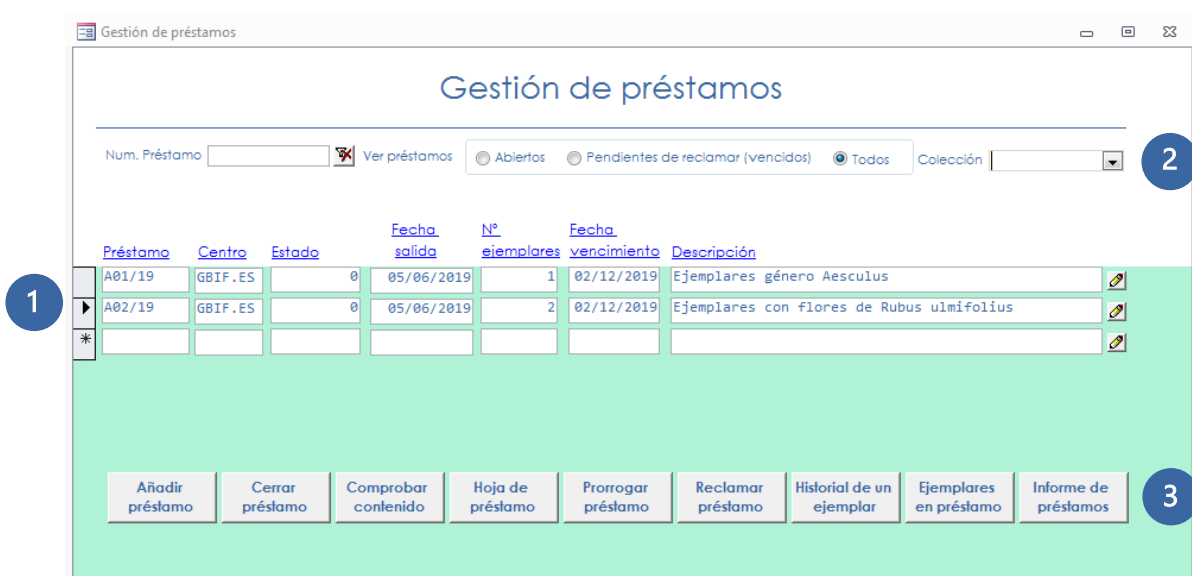 Gestión de préstamos
Gestión de préstamos
Num. Préstamo Ver préstamos Abiertos Pendientes de reclamar (vencidos) Todos Colección
2
Préstamo Centro Estado Fecha salida Nº ejemplares Fecha vencimiento Descripción
A01/19 GBIF.ES 0 05/06/2019 1 02/12/2019 Ejemplares género Aesculus
1
A02/19 GBIF.ES 0 05/06/2019 2 02/12/2019 Ejemplares con flores de Rubus ulmifolius
Añadir préstamo Cerrar préstamo Comprobar contenido Hoja de préstamo Prorrogar préstamo Reclamar préstamo Historial de un ejemplar Ejemplares en préstamo Informe de préstamos
3